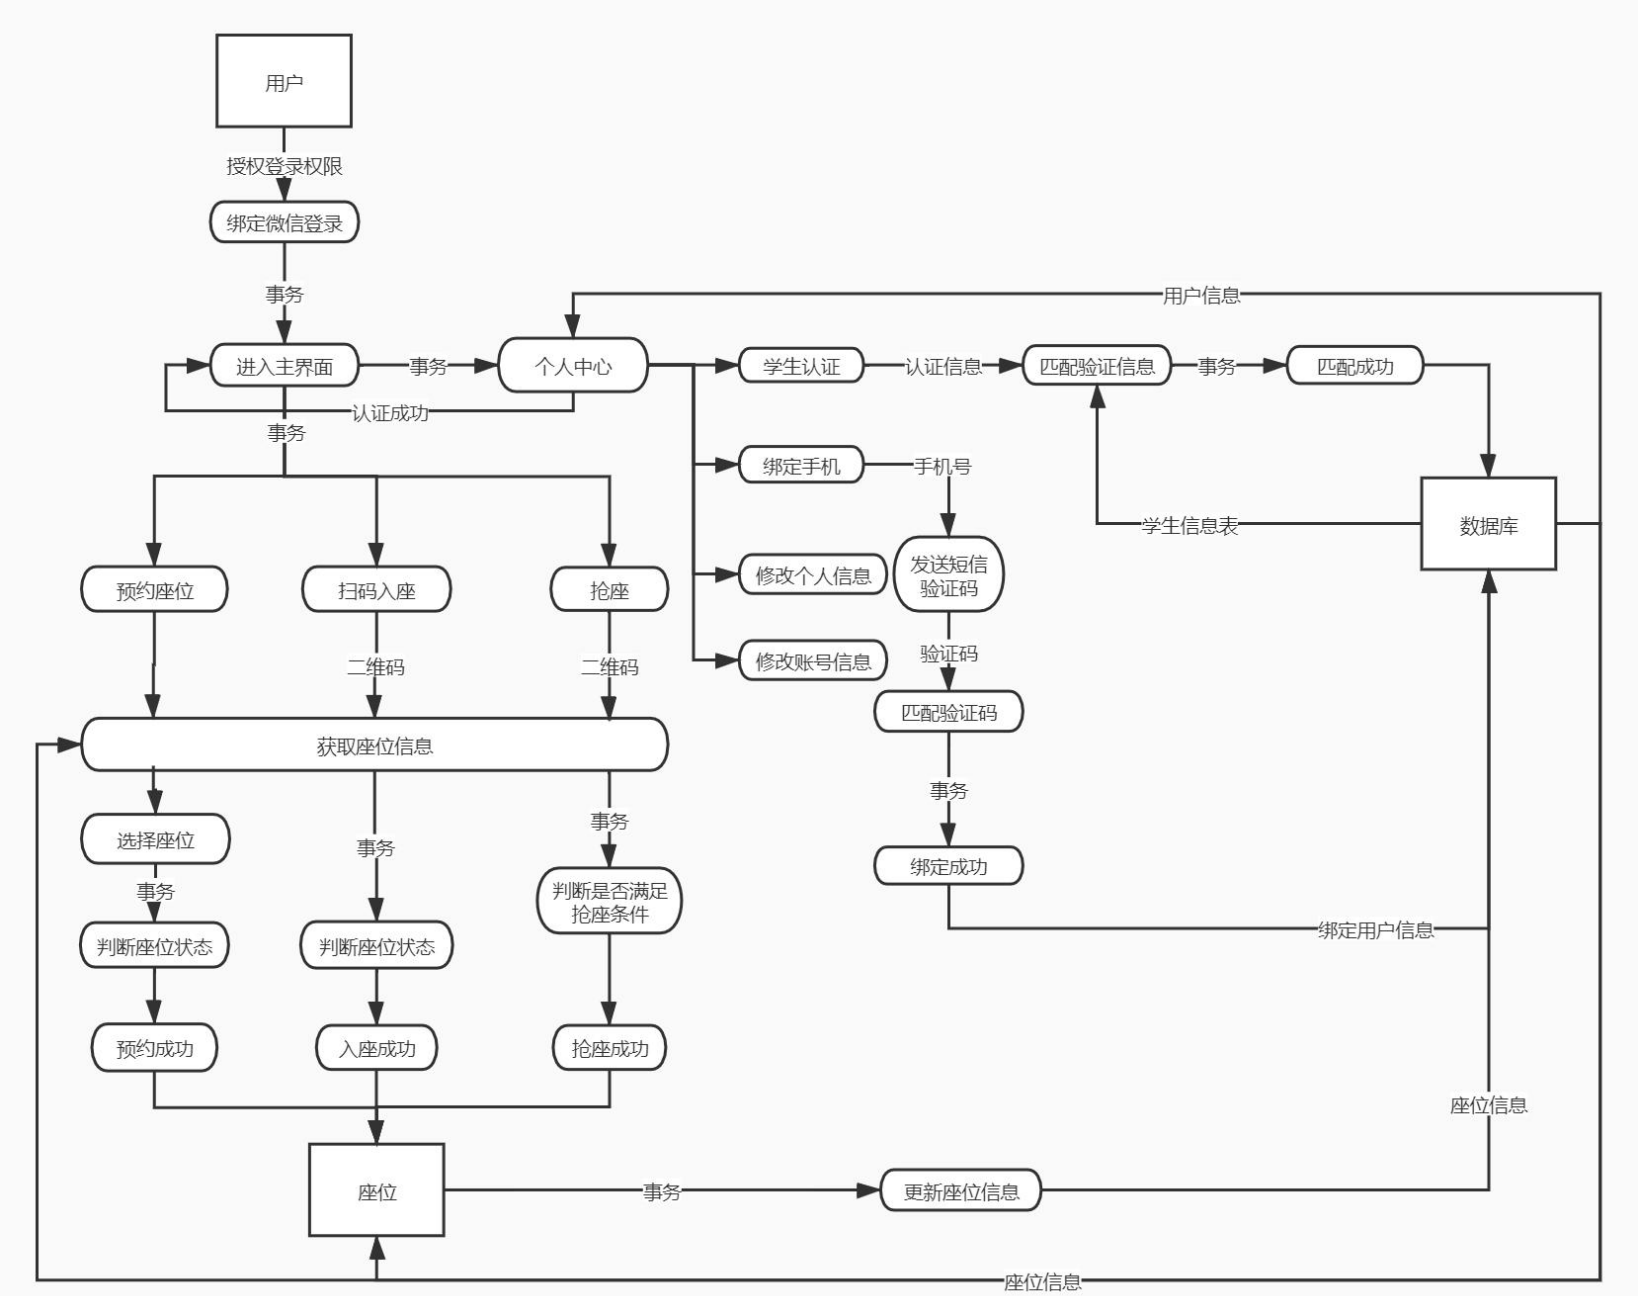 用户
授权登录权限
绑定微信登录
事务
用户信息
进入主界面
事务
个人中心
学生认证
认证信息
匹配验证信息
事务
匹配成功
认证成功
事务
绑定手机
手机号
学生信息表
数据库
预约座位
扫码入座
抢座
修改个人信息
发送短信
验证码
二维码
二维码
修改账号信息
验证码
匹配验证码
获取座位信息
事务
选择座位
事务
事务
绑定成功
事务
判断是否满足
抢座条件
绑定用户信息
判断座位状态
判断座位状态
预约成功
入座成功
抢座成功
座位信息
座位
事务
更新座位信息
座位信息